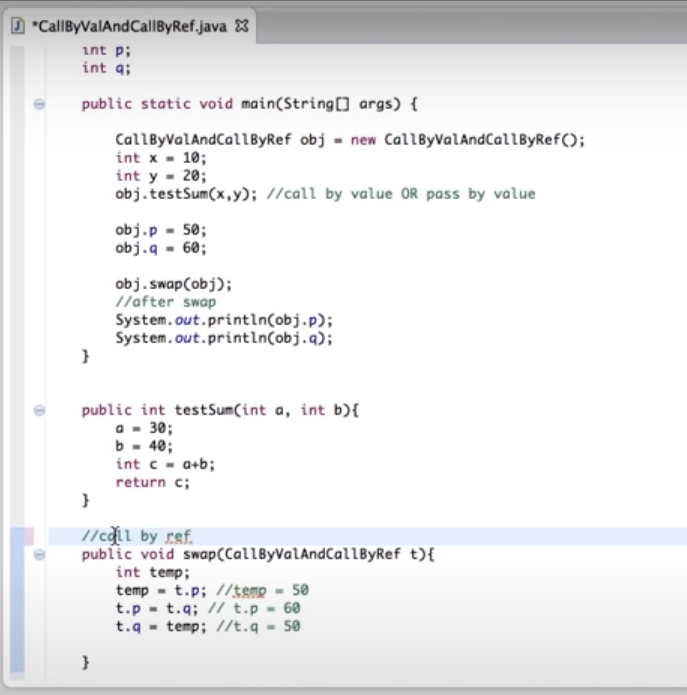 *CallByValAndCallByRef.java
int p;
int q;
public static void main(String[] args) {
CallByValAndCallByRef obj = new CallByValAndCallByRef();
int x = 10;
int y = 20;
obj.testSum(x,y); //call by value OR pass by value
obj.p = 50;
obj.q = 60;
obj.swap(obj);
//after swap
System.out.println(obj.p);
System.out.println(obj.q);
}
public int testSum(int a, int b){
a = 30;
b = 40;
int c = a+b;
return c;
}
//call by ref
public void swap(CallByValAndCallByRef t){
int temp;
temp = t.p; //temp = 50
t.p = t.q; // t.p = 60
t.q = temp; //t.q = 50
}